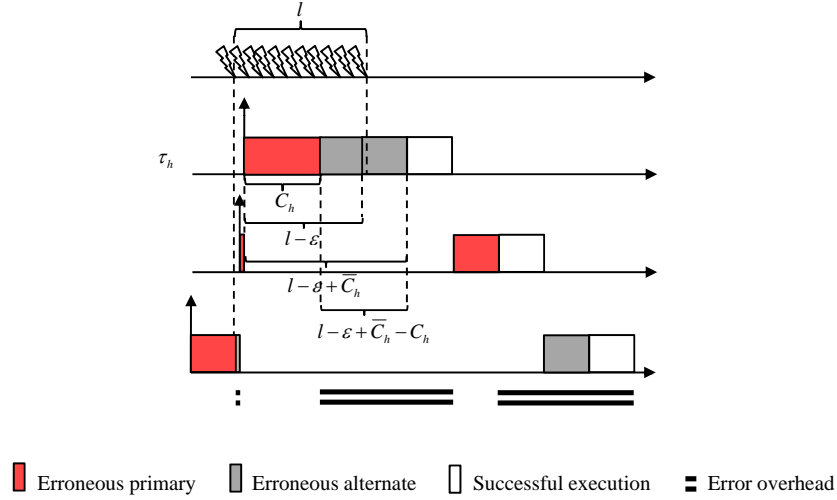 l
τ_h
C_h
l − ε
l − ε + C̅_h
l − ε + C̅_h − C_h
Erroneous primary Erroneous alternate Successful execution Error overhead